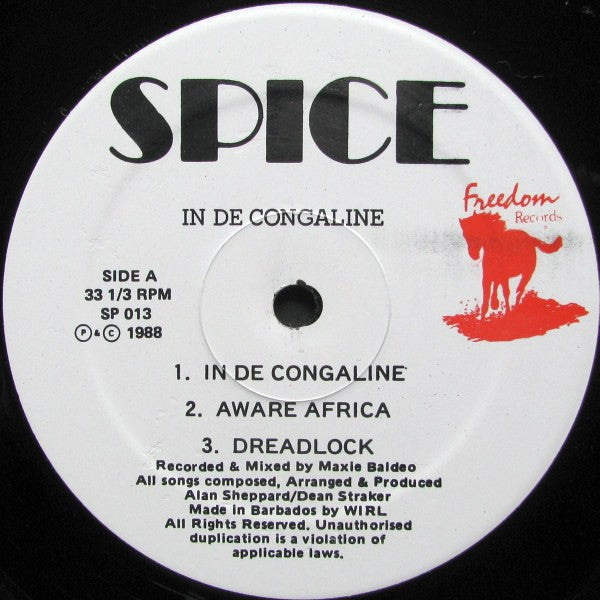 SPICE
Freedom
Records
IN DE CONGALINE
SIDE A
33 1/3 RPM
SP 013
Ⓟ & Ⓒ 1988
1. IN DE CONGALINE
2. AWARE AFRICA
3. DREADLOCK
Recorded & Mixed by Maxie Baldeo
All songs composed, Arranged & Produced
Alan Sheppard/Dean Straker
Made in Barbados by WIRL
All Rights Reserved. Unauthorised
duplication is a violation of
applicable laws.